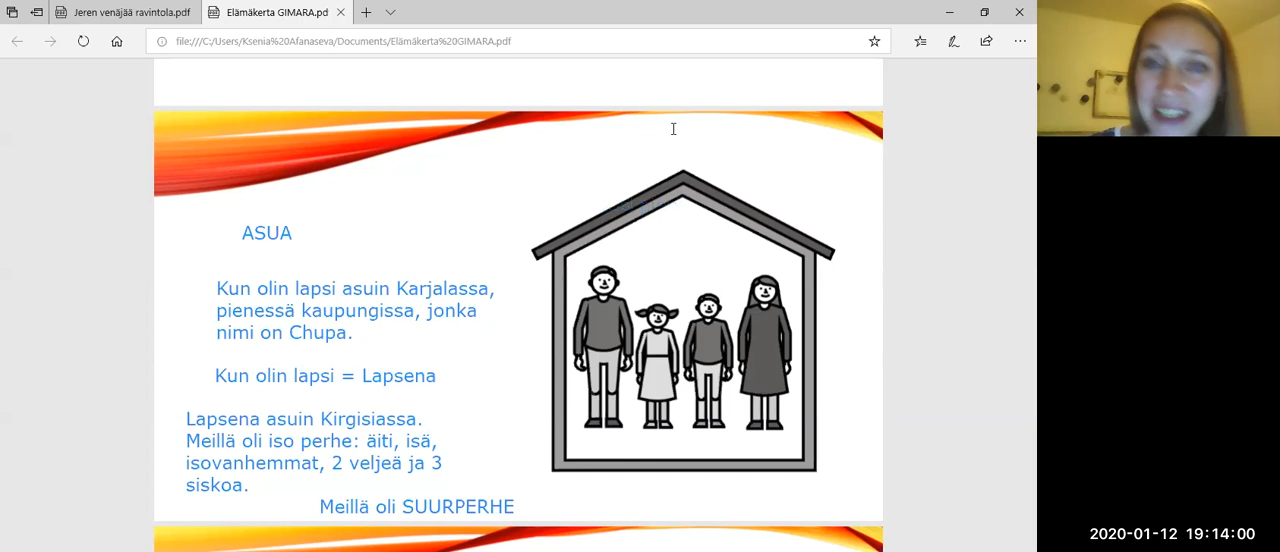 Jeren venäjää ravintola.pdf
Elämäkerta GIMARA.pd
file:///C:/Users/Ksenia%20Afanaseva/Documents/Elämäkerta%20GIMARA.pdf
ASUA
Kun olin lapsi asuin Karjalassa,
pienessä kaupungissa, jonka
nimi on Chupa.
Kun olin lapsi = Lapsena
Lapsena asuin Kirgisiassa.
Meillä oli iso perhe: äiti, isä,
isovanhemmat, 2 veljeä ja 3
siskoa.
Meillä oli SUURPERHE
2020-01-12 19:14:00